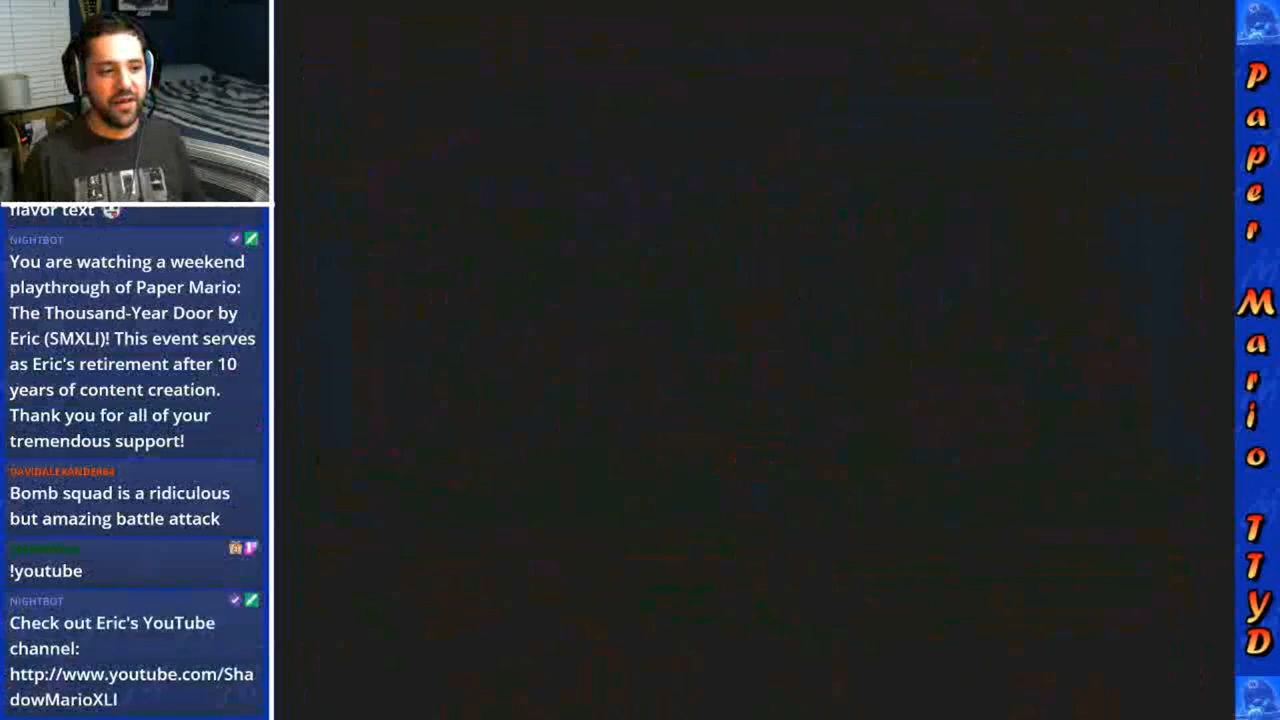 flavor text
NIGHTBOT
You are watching a weekend
playthrough of Paper Mario:
The Thousand-Year Door by
Eric (SMXLI)! This event serves
as Eric's retirement after 10
years of content creation.
Thank you for all of your
tremendous support!
DAVIDALEXANDER64
Bomb squad is a ridiculous
but amazing battle attack
!youtube
NIGHTBOT
Check out Eric's YouTube
channel:
http://www.youtube.com/Sha
dowMarioXLI
Paper Mario TTYD